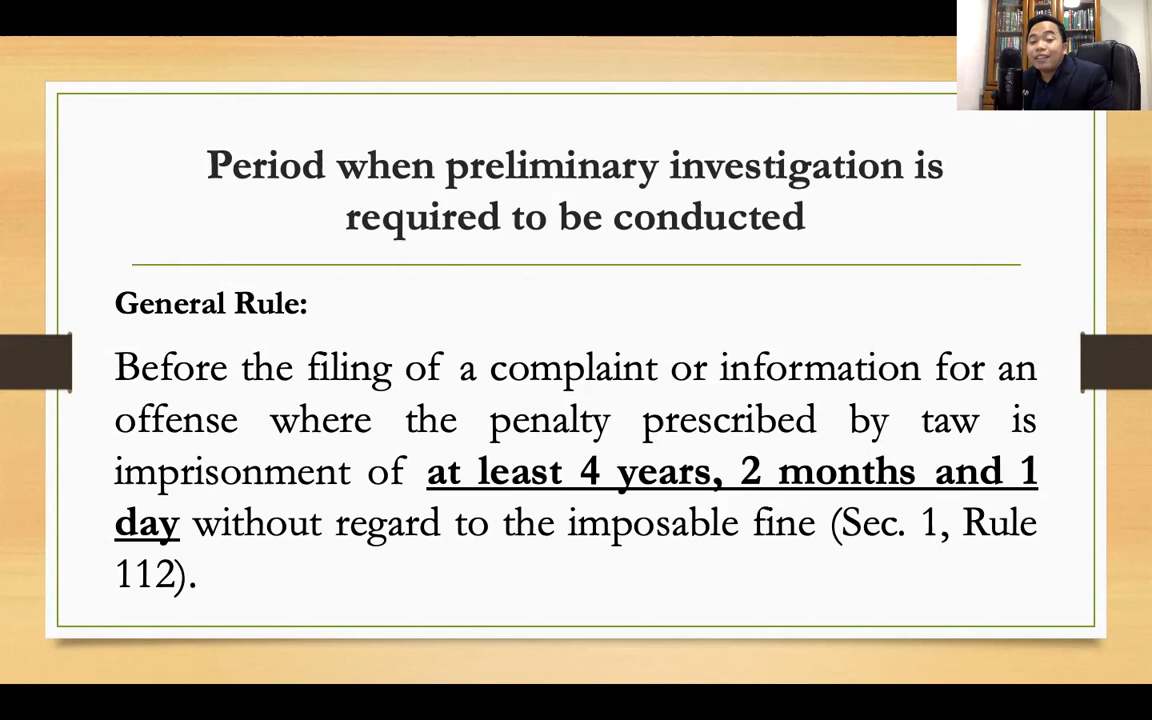 Period when preliminary investigation is
required to be conducted
General Rule:
Before the filing of a complaint or information for an
offense where the penalty prescribed by taw is
imprisonment of at least 4 years, 2 months and 1
day without regard to the imposable fine (Sec. 1, Rule
112).